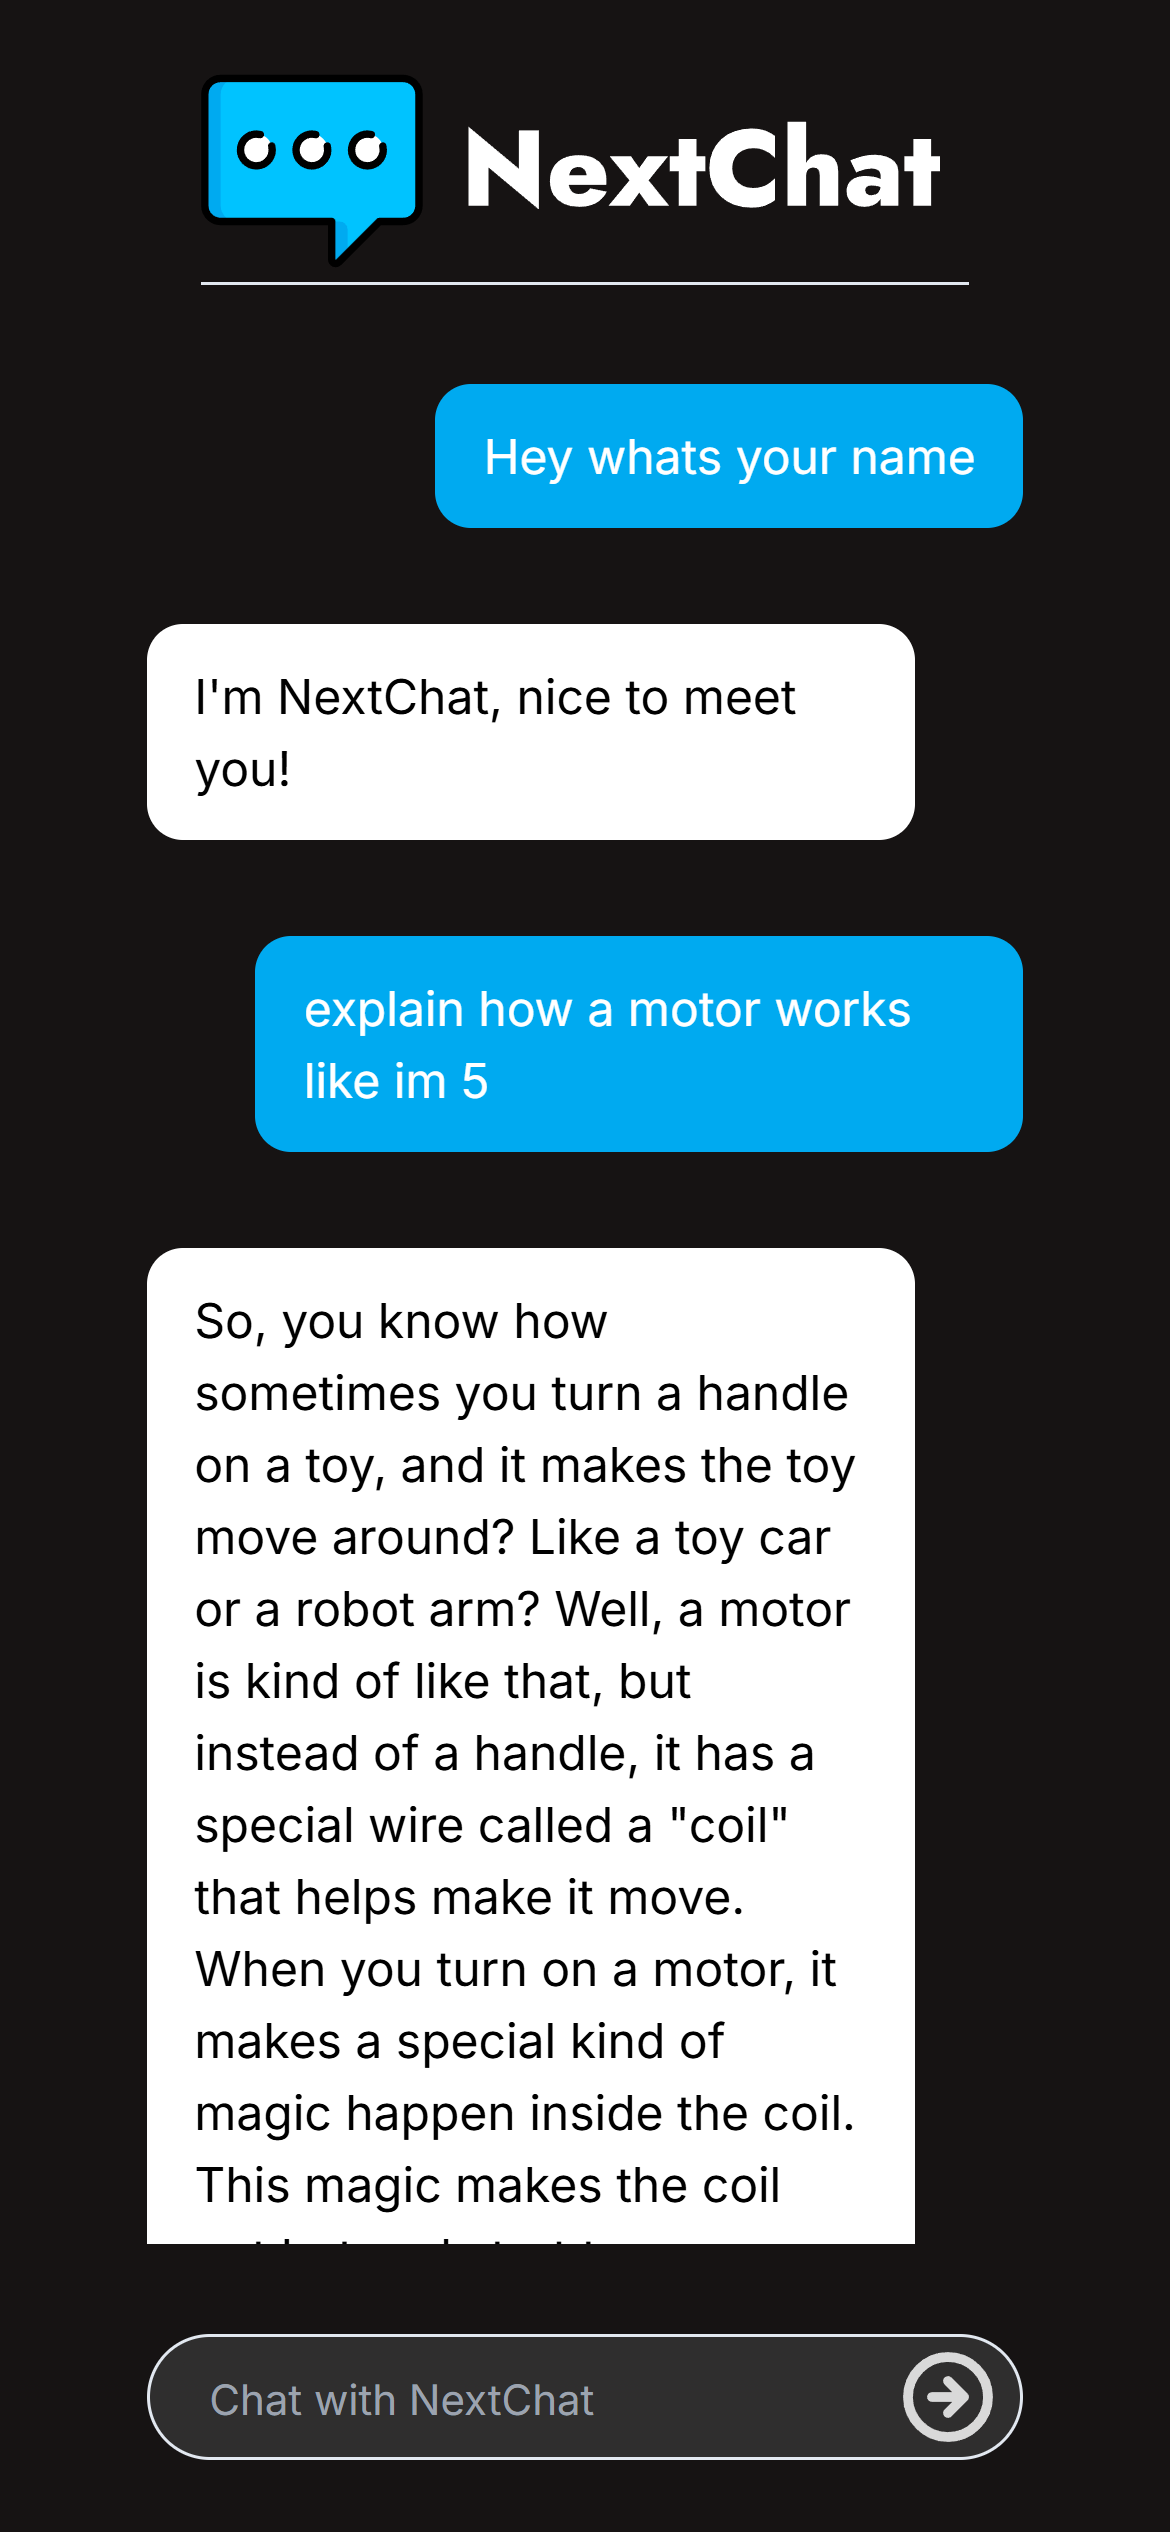 NextChat
Hey whats your name
I'm NextChat, nice to meet
you!
explain how a motor works
like im 5
So, you know how
sometimes you turn a handle
on a toy, and it makes the toy
move around? Like a toy car
or a robot arm? Well, a motor
is kind of like that, but
instead of a handle, it has a
special wire called a "coil"
that helps make it move.
When you turn on a motor, it
makes a special kind of
magic happen inside the coil.
This magic makes the coil
Chat with NextChat